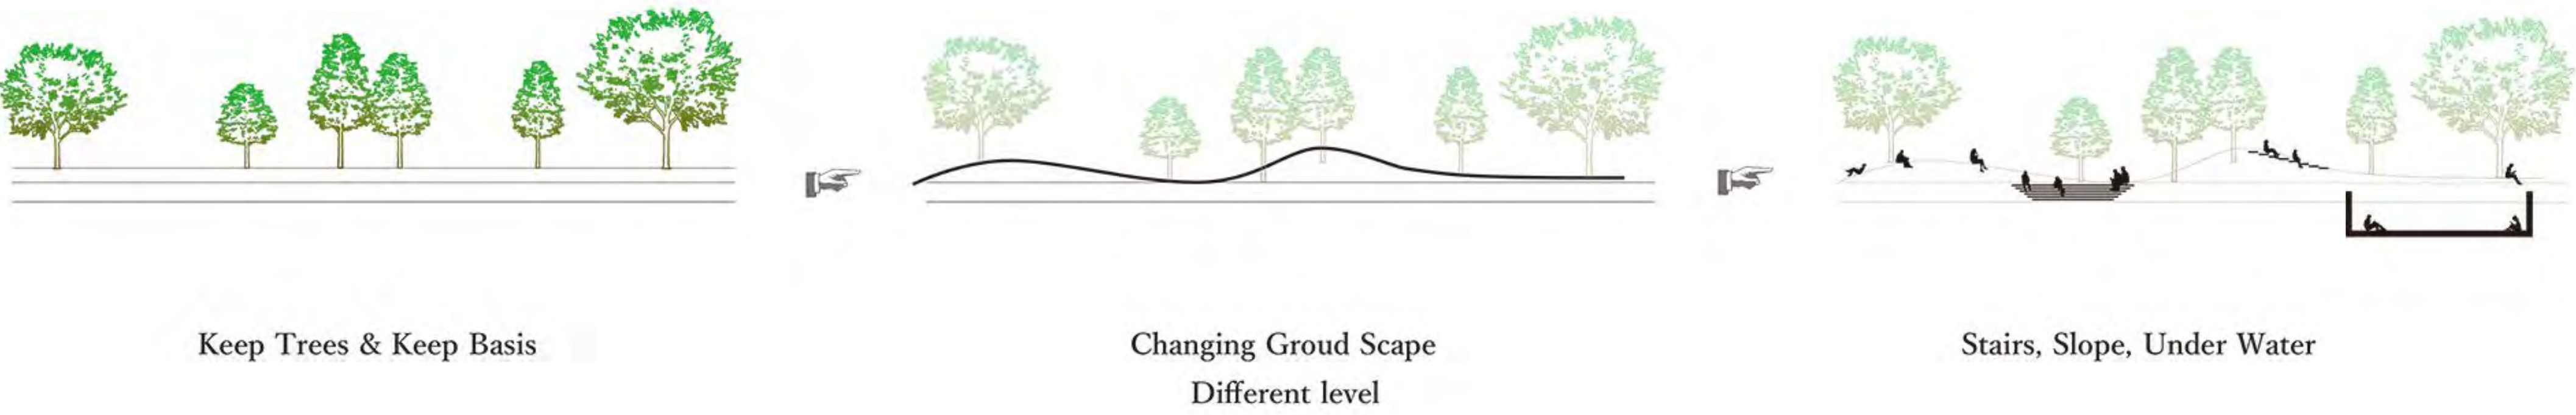 Keep Trees & Keep Basis
Changing Groud Scape
Different level
Stairs, Slope, Under Water